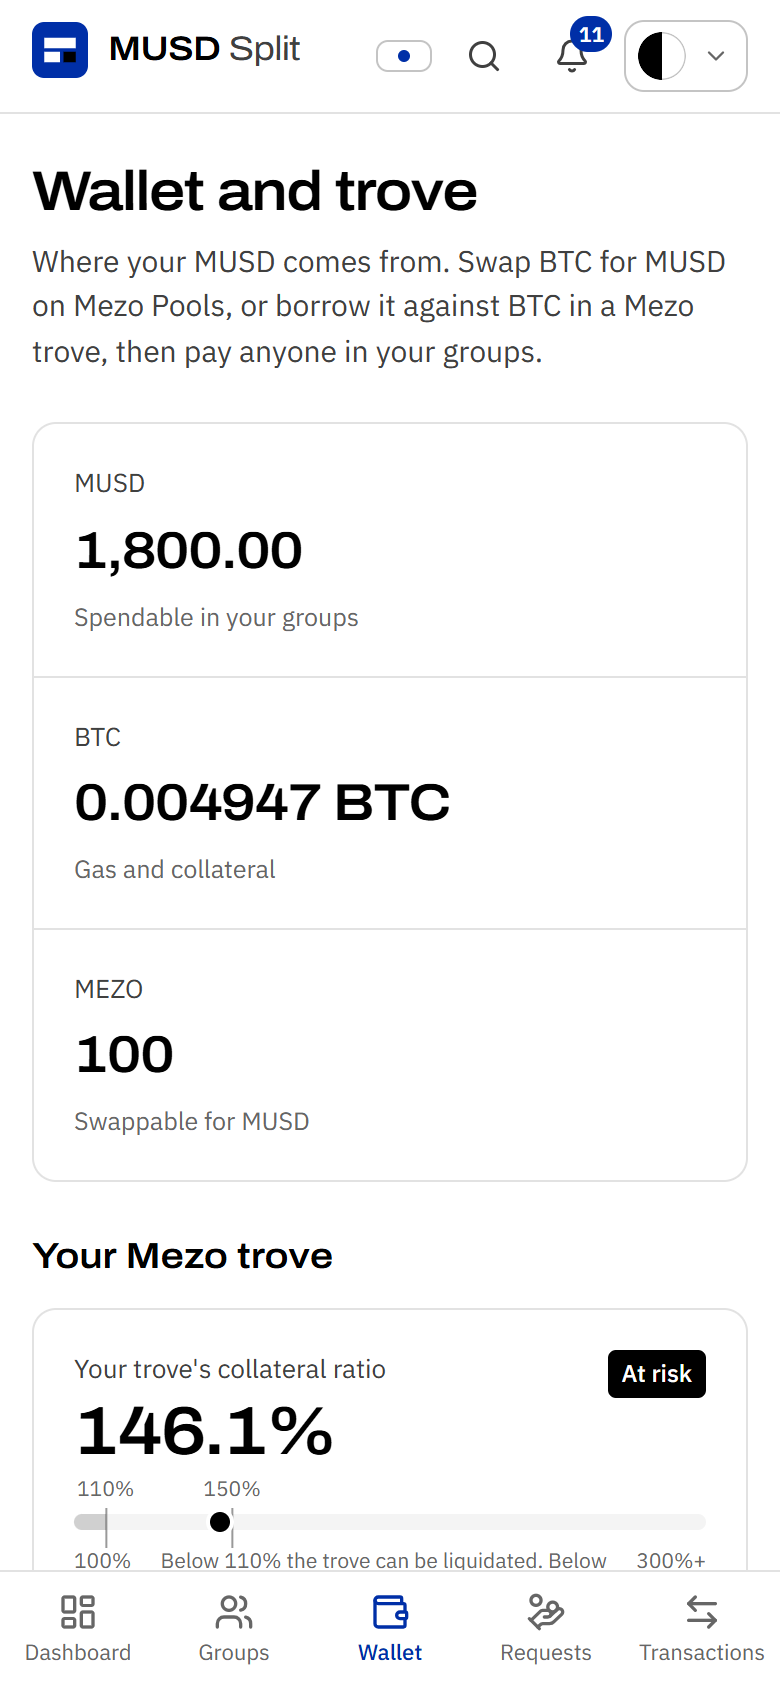 MUSD Split
11
Wallet and trove
Where your MUSD comes from. Swap BTC for MUSD
on Mezo Pools, or borrow it against BTC in a Mezo
trove, then pay anyone in your groups.
MUSD
1,800.00
Spendable in your groups
BTC
0.004947 BTC
Gas and collateral
MEZO
100
Swappable for MUSD
Your Mezo trove
Your trove's collateral ratio
At risk
146.1%
110% 150%
100% Below 110% the trove can be liquidated. Below 300%+
Dashboard Groups Wallet Requests Transactions